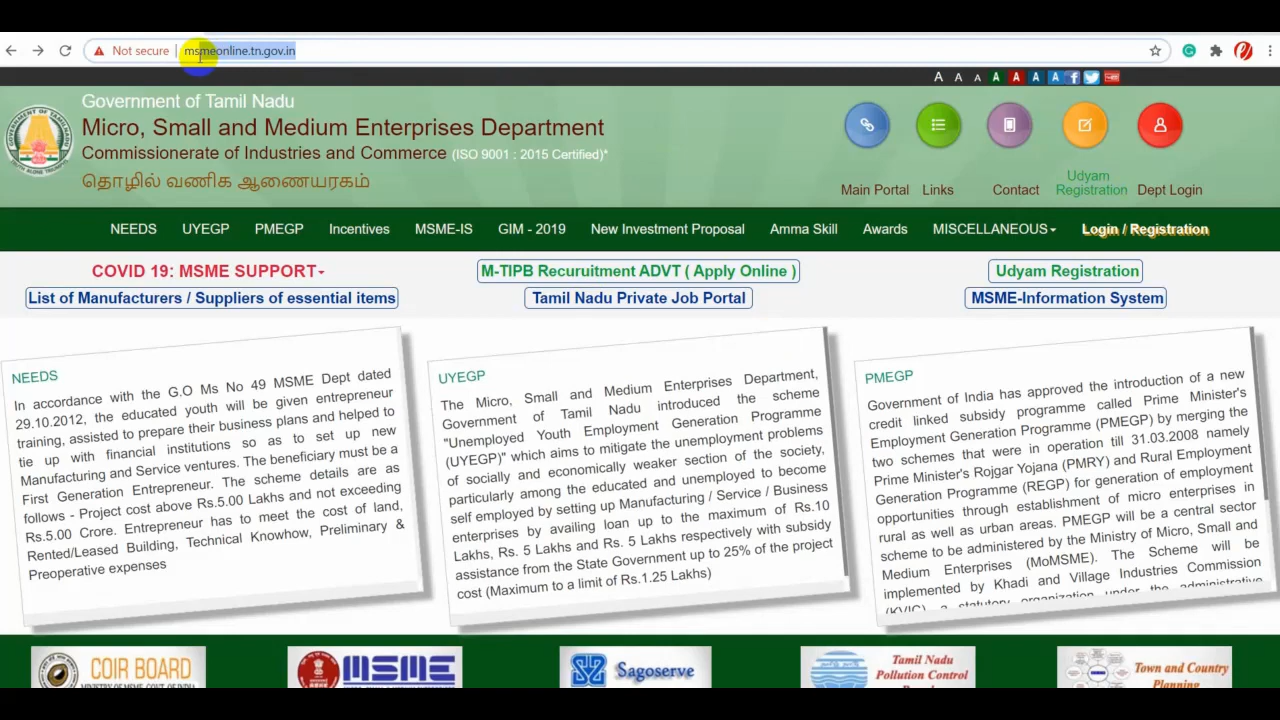 Not secure
msmeonline.tn.gov.in
A A A A A A A
Government of Tamil Nadu
Micro, Small and Medium Enterprises Department
Commissionerate of Industries and Commerce (ISO 9001 : 2015 Certified)*
தொழில் வணிக ஆணையரகம்
Main Portal
Links
Contact
Udyam
Registration
Dept Login
NEEDS
UYEGP
PMEGP
Incentives
MSME-IS
GIM - 2019
New Investment Proposal
Amma Skill
Awards
MISCELLANEOUS
Login / Registration
COVID 19: MSME SUPPORT
M-TIPB Recuruitment ADVT ( Apply Online )
Udyam Registration
List of Manufacturers / Suppliers of essential items
Tamil Nadu Private Job Portal
MSME-Information System
NEEDS
In accordance with the G.O Ms No 49 MSME Dept dated
29.10.2012, the educated youth will be given entrepreneur
training, assisted to prepare their business plans and helped to
tie up with financial institutions so as to set up new
Manufacturing and Service ventures. The beneficiary must be a
First Generation Entrepreneur. The scheme details are as
follows - Project cost above Rs.5.00 Lakhs and not exceeding
Rs.5.00 Crore. Entrepreneur has to meet the cost of land,
Rented/Leased Building, Technical Knowhow, Preliminary &
Preoperative expenses
UYEGP
The Micro, Small and Medium Enterprises Department,
Government of Tamil Nadu introduced the scheme
"Unemployed Youth Employment Generation Programme
(UYEGP)" which aims to mitigate the unemployment problems
of socially and economically weaker section of the society,
particularly among the educated and unemployed to become
self employed by setting up Manufacturing / Service / Business
enterprises by availing loan up to the maximum of Rs.10
Lakhs, Rs. 5 Lakhs and Rs. 5 Lakhs respectively with subsidy
assistance from the State Government up to 25% of the project
cost (Maximum to a limit of Rs.1.25 Lakhs)
PMEGP
Government of India has approved the introduction of a new
credit linked subsidy programme called Prime Minister's
Employment Generation Programme (PMEGP) by merging the
two schemes that were in operation till 31.03.2008 namely
Prime Minister's Rojgar Yojana (PMRY) and Rural Employment
Generation Programme (REGP) for generation of employment
opportunities through establishment of micro enterprises in
rural as well as urban areas. PMEGP will be a central sector
scheme to be administered by the Ministry of Micro, Small and
Medium Enterprises (MoMSME). The Scheme will be
implemented by Khadi and Village Industries Commission
(KVIC), a statutory organization under the administrative
COIR BOARD
MINISTRY OF MSME, GOVT. OF INDIA
MSME
Sagoserve
Tamil Nadu
Pollution Control
Town and Country
Planning